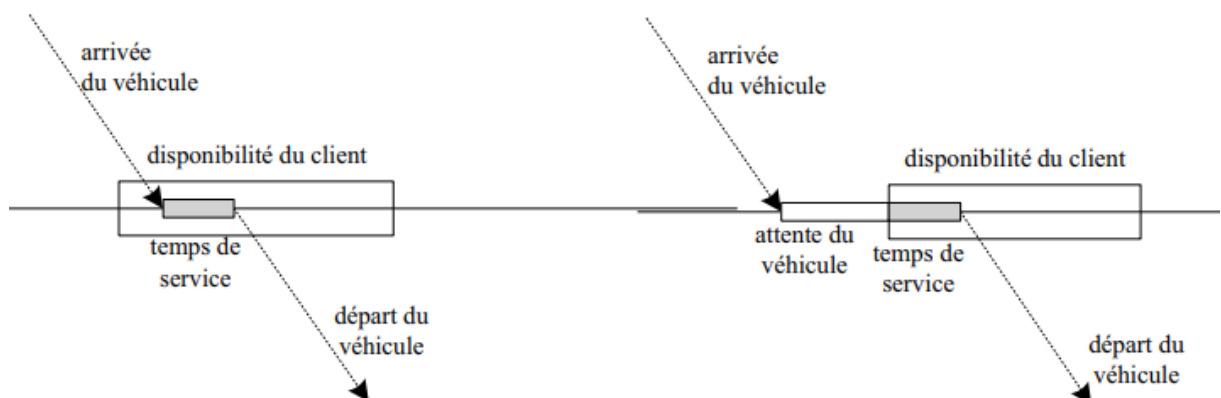 arrivée
du véhicule
disponibilité du client
temps de
service
départ du
véhicule
arrivée
du véhicule
disponibilité du client
attente du
véhicule
temps de
service
départ du
véhicule